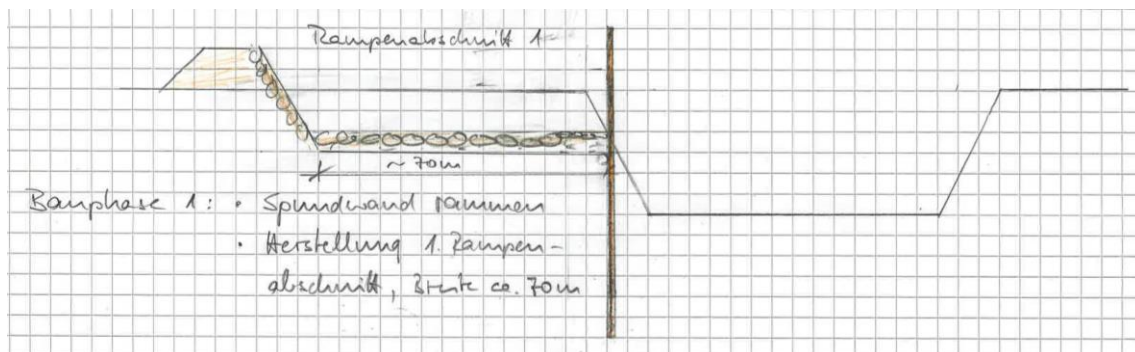 Rampenabschnitt 1
~ 70m
Bauphase 1: • Spundwand rammen
• Herstellung 1. Rampen-
abschnitt, Breite ca. 70m